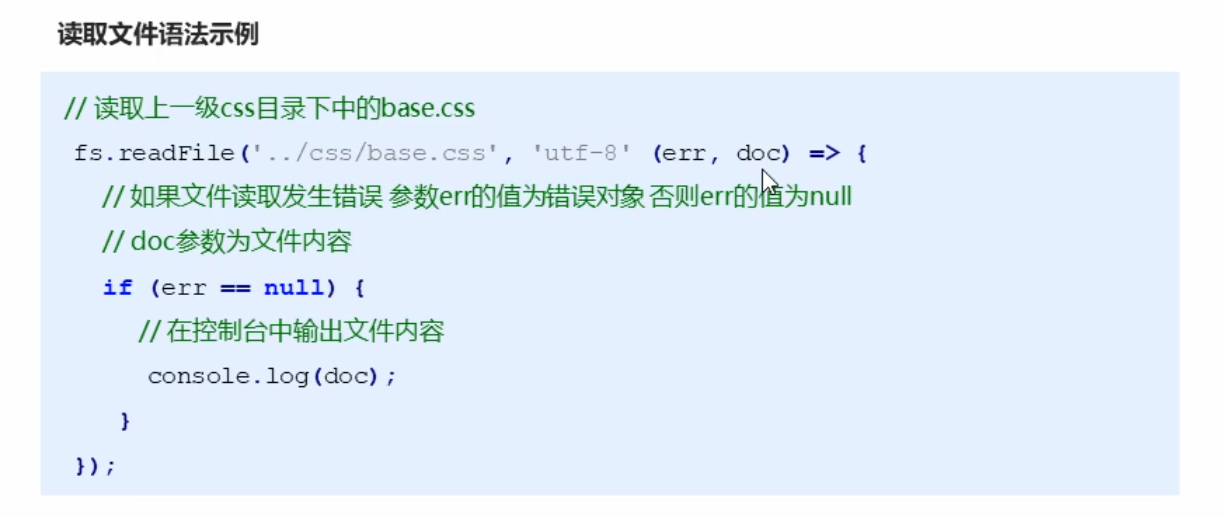 读取文件语法示例
// 读取上一级css目录下中的base.css
fs.readFile('../css/base.css', 'utf-8' (err, doc) => {
// 如果文件读取发生错误 参数err的值为错误对象 否则err的值为null
// doc参数为文件内容
if (err == null) {
// 在控制台中输出文件内容
console.log(doc);
}
});